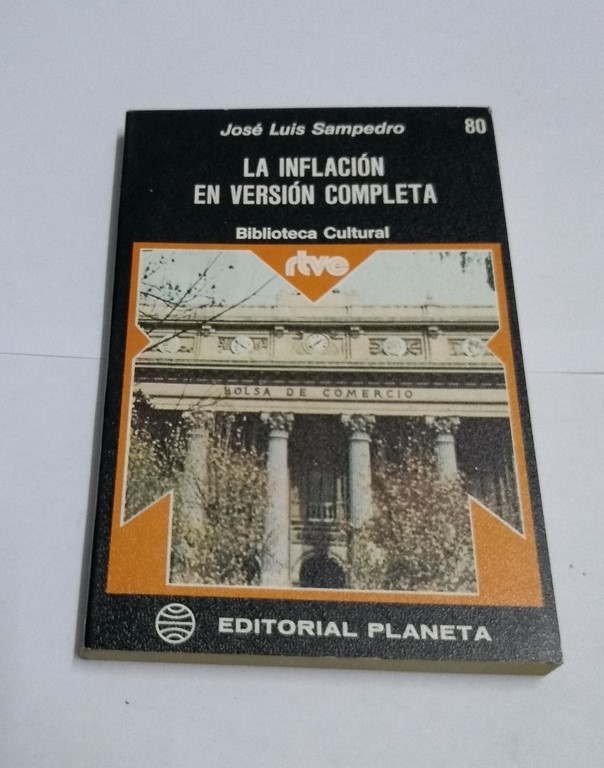 José Luis Sampedro
80
LA INFLACIÓN
EN VERSIÓN COMPLETA
Biblioteca Cultural
rtve
BOLSA DE COMERCIO
EDITORIAL PLANETA